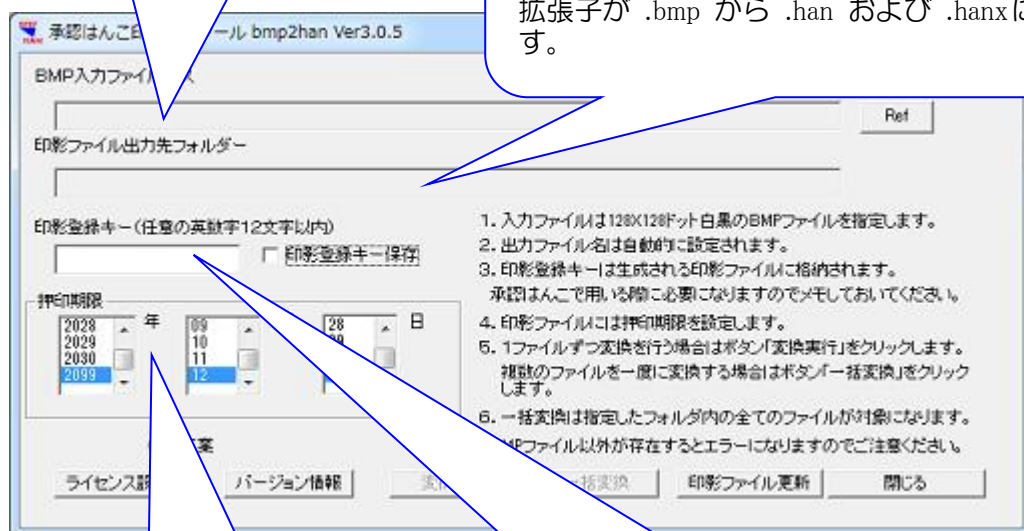 拡張子が .bmp から .han および .hanxに
す。
承認はんこ ール bmp2han Ver3.0.5
BMP入力ファイル
Ref
印影ファイル出力先フォルダー
印影登録キー(任意の英数字12文字以内)
印影登録キー保存
押印期限
2028
2029
2030
2099
年
09
10
11
12
28
日
1. 入力ファイルは128X128ドット白黒のBMPファイルを指定します。
2. 出力ファイル名は自動的に設定されます。
3. 印影登録キーは生成される印影ファイルに格納されます。
承認はんこで用いる際に必要になりますのでメモしておいてください。
4. 印影ファイルには押印期限を設定します。
5. 1ファイルずつ変換を行う場合はボタン「変換実行」をクリックします。
複数のファイルを一度に変換する場合はボタン「一括変換」をクリック
します。
6. 一括変換は指定したフォルダ内の全てのファイルが対象になります。
MPファイル以外が存在するとエラーになりますのでご注意ください。
業
ライセンス
バージョン情報
括変換
印影ファイル更新
閉じる